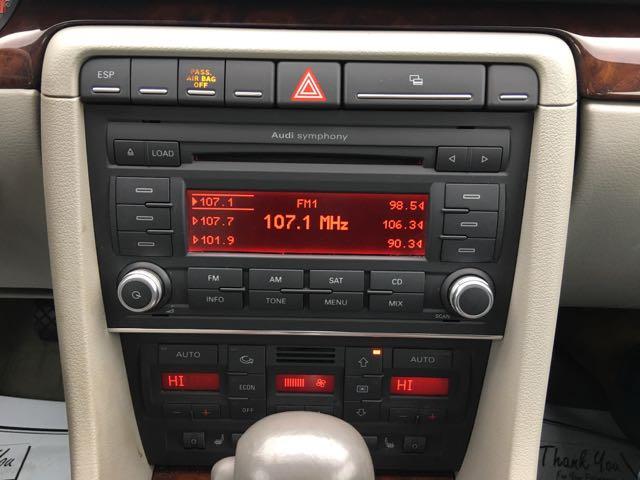 ESP PASS.
AIR BAG
OFF
Audi symphony
LOAD
107.1 FM1 98.5
107.7 107.1 MHz 106.3
101.9 90.3
FM AM SAT CD
INFO TONE MENU MIX
SCAN
AUTO AUTO
HI ECON HI
OFF
You Thank You